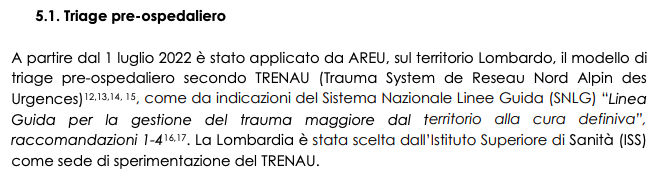 5.1. Triage pre-ospedaliero
A partire dal 1 luglio 2022 è stato applicato da AREU, sul territorio Lombardo, il modello di
triage pre-ospedaliero secondo TRENAU (Trauma System de Reseau Nord Alpin des
Urgences)12,13,14, 15, come da indicazioni del Sistema Nazionale Linee Guida (SNLG) "Linea
Guida per la gestione del trauma maggiore dal territorio alla cura definiva",
raccomandazioni 1-416,17. La Lombardia è stata scelta dall'Istituto Superiore di Sanità (ISS)
come sede di sperimentazione del TRENAU.